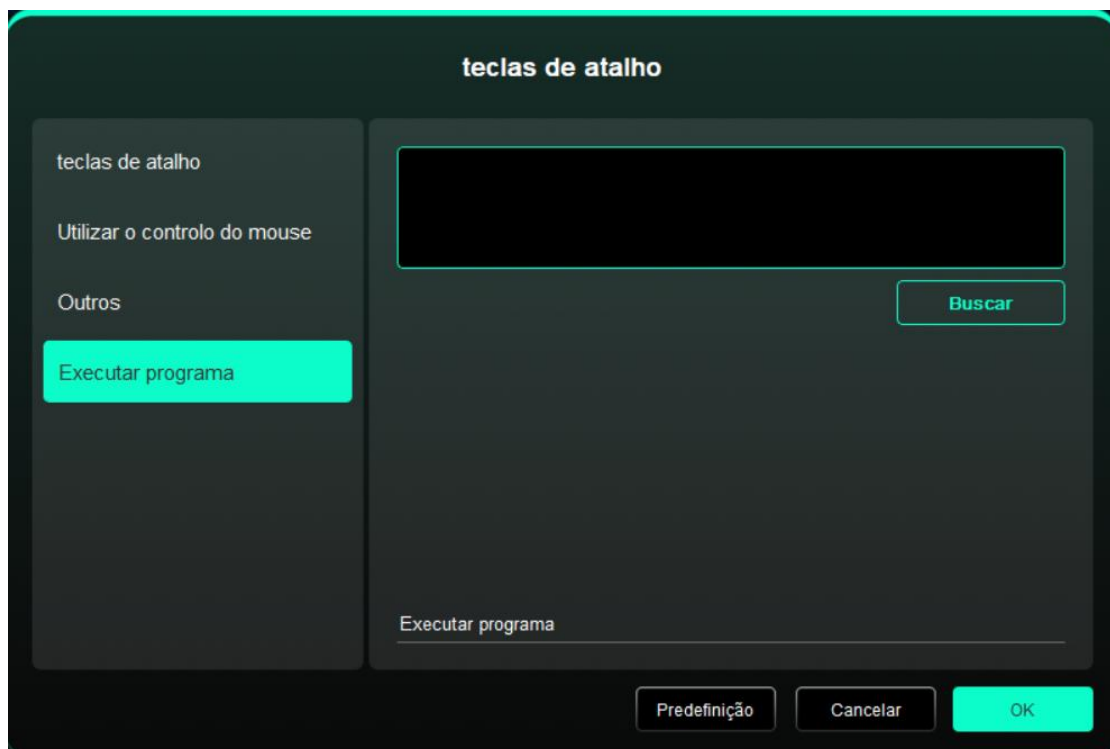 teclas de atalho
teclas de atalho
Utilizar o controlo do mouse
Outros
Executar programa
Buscar
Executar programa
Predefinição
Cancelar
OK